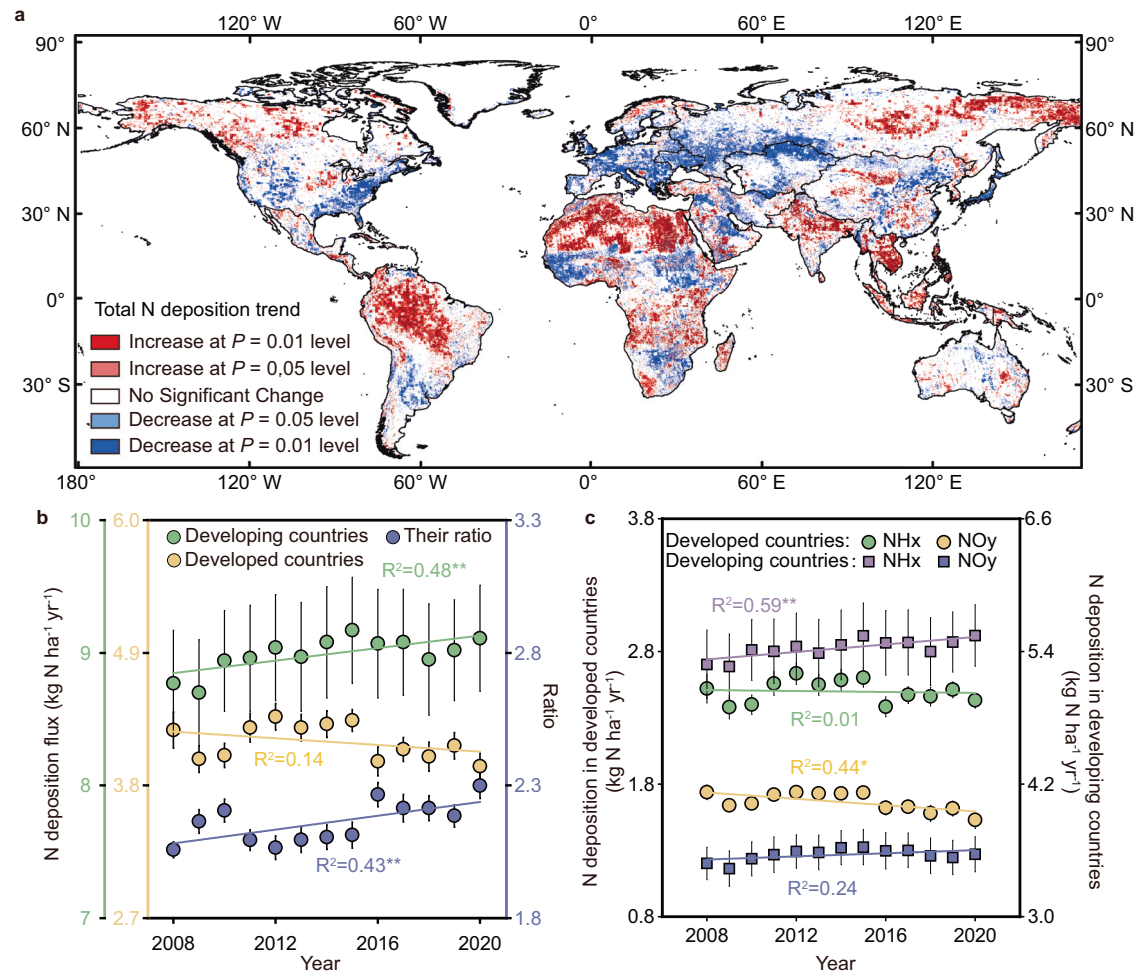 a
120° W 60° W 0° 60° E 120° E
90° 90°
60° N 60° N
30° N 30° N
0° 0°
30° S 30° S
Total N deposition trend
Increase at P = 0.01 level
Increase at P = 0,05 level
No Significant Change
Decrease at P = 0.05 level
Decrease at P = 0.01 level
180° 120° W 60° W 0° 60° E 120° E
b
Developing countries Their ratio
Developed countries
R²=0.48**
R²=0.14
R²=0.43**
N deposition flux (kg N ha⁻¹ yr⁻¹)
10 9 8 7
6.0 4.9 3.8 2.7
3.3 2.8 2.3 1.8
Ratio
2008 2012 2016 2020
Year
c
Developed countries: NHx NOy
Developing countries: NHx NOy
R²=0.59**
R²=0.01
R²=0.44*
R²=0.24
N deposition in developed countries
(kg N ha⁻¹ yr⁻¹)
3.8 2.8 1.8 0.8
6.6 5.4 4.2 3.0
N deposition in developing countries
(kg N ha⁻¹ yr⁻¹)
2008 2012 2016 2020
Year